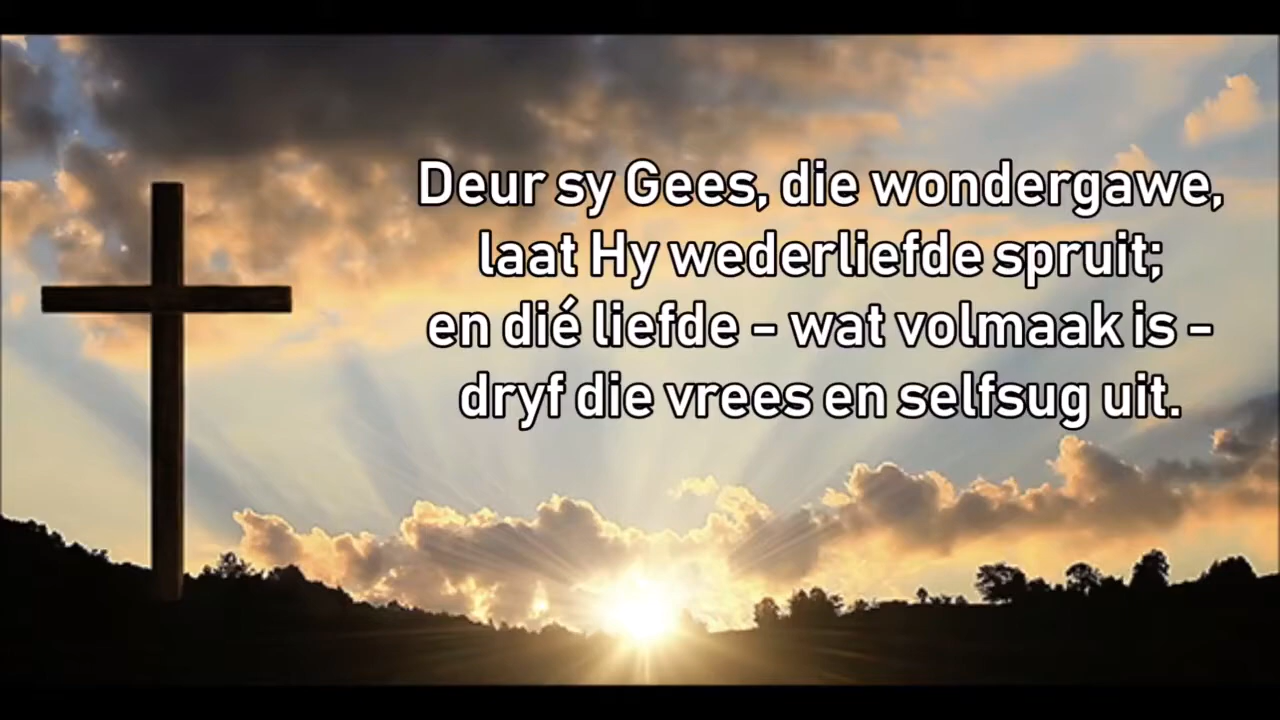 Deur sy Gees, die wondergawe,
laat Hy wederliefde spruit;
en dié liefde – wat volmaak is –
dryf die vrees en selfsug uit.